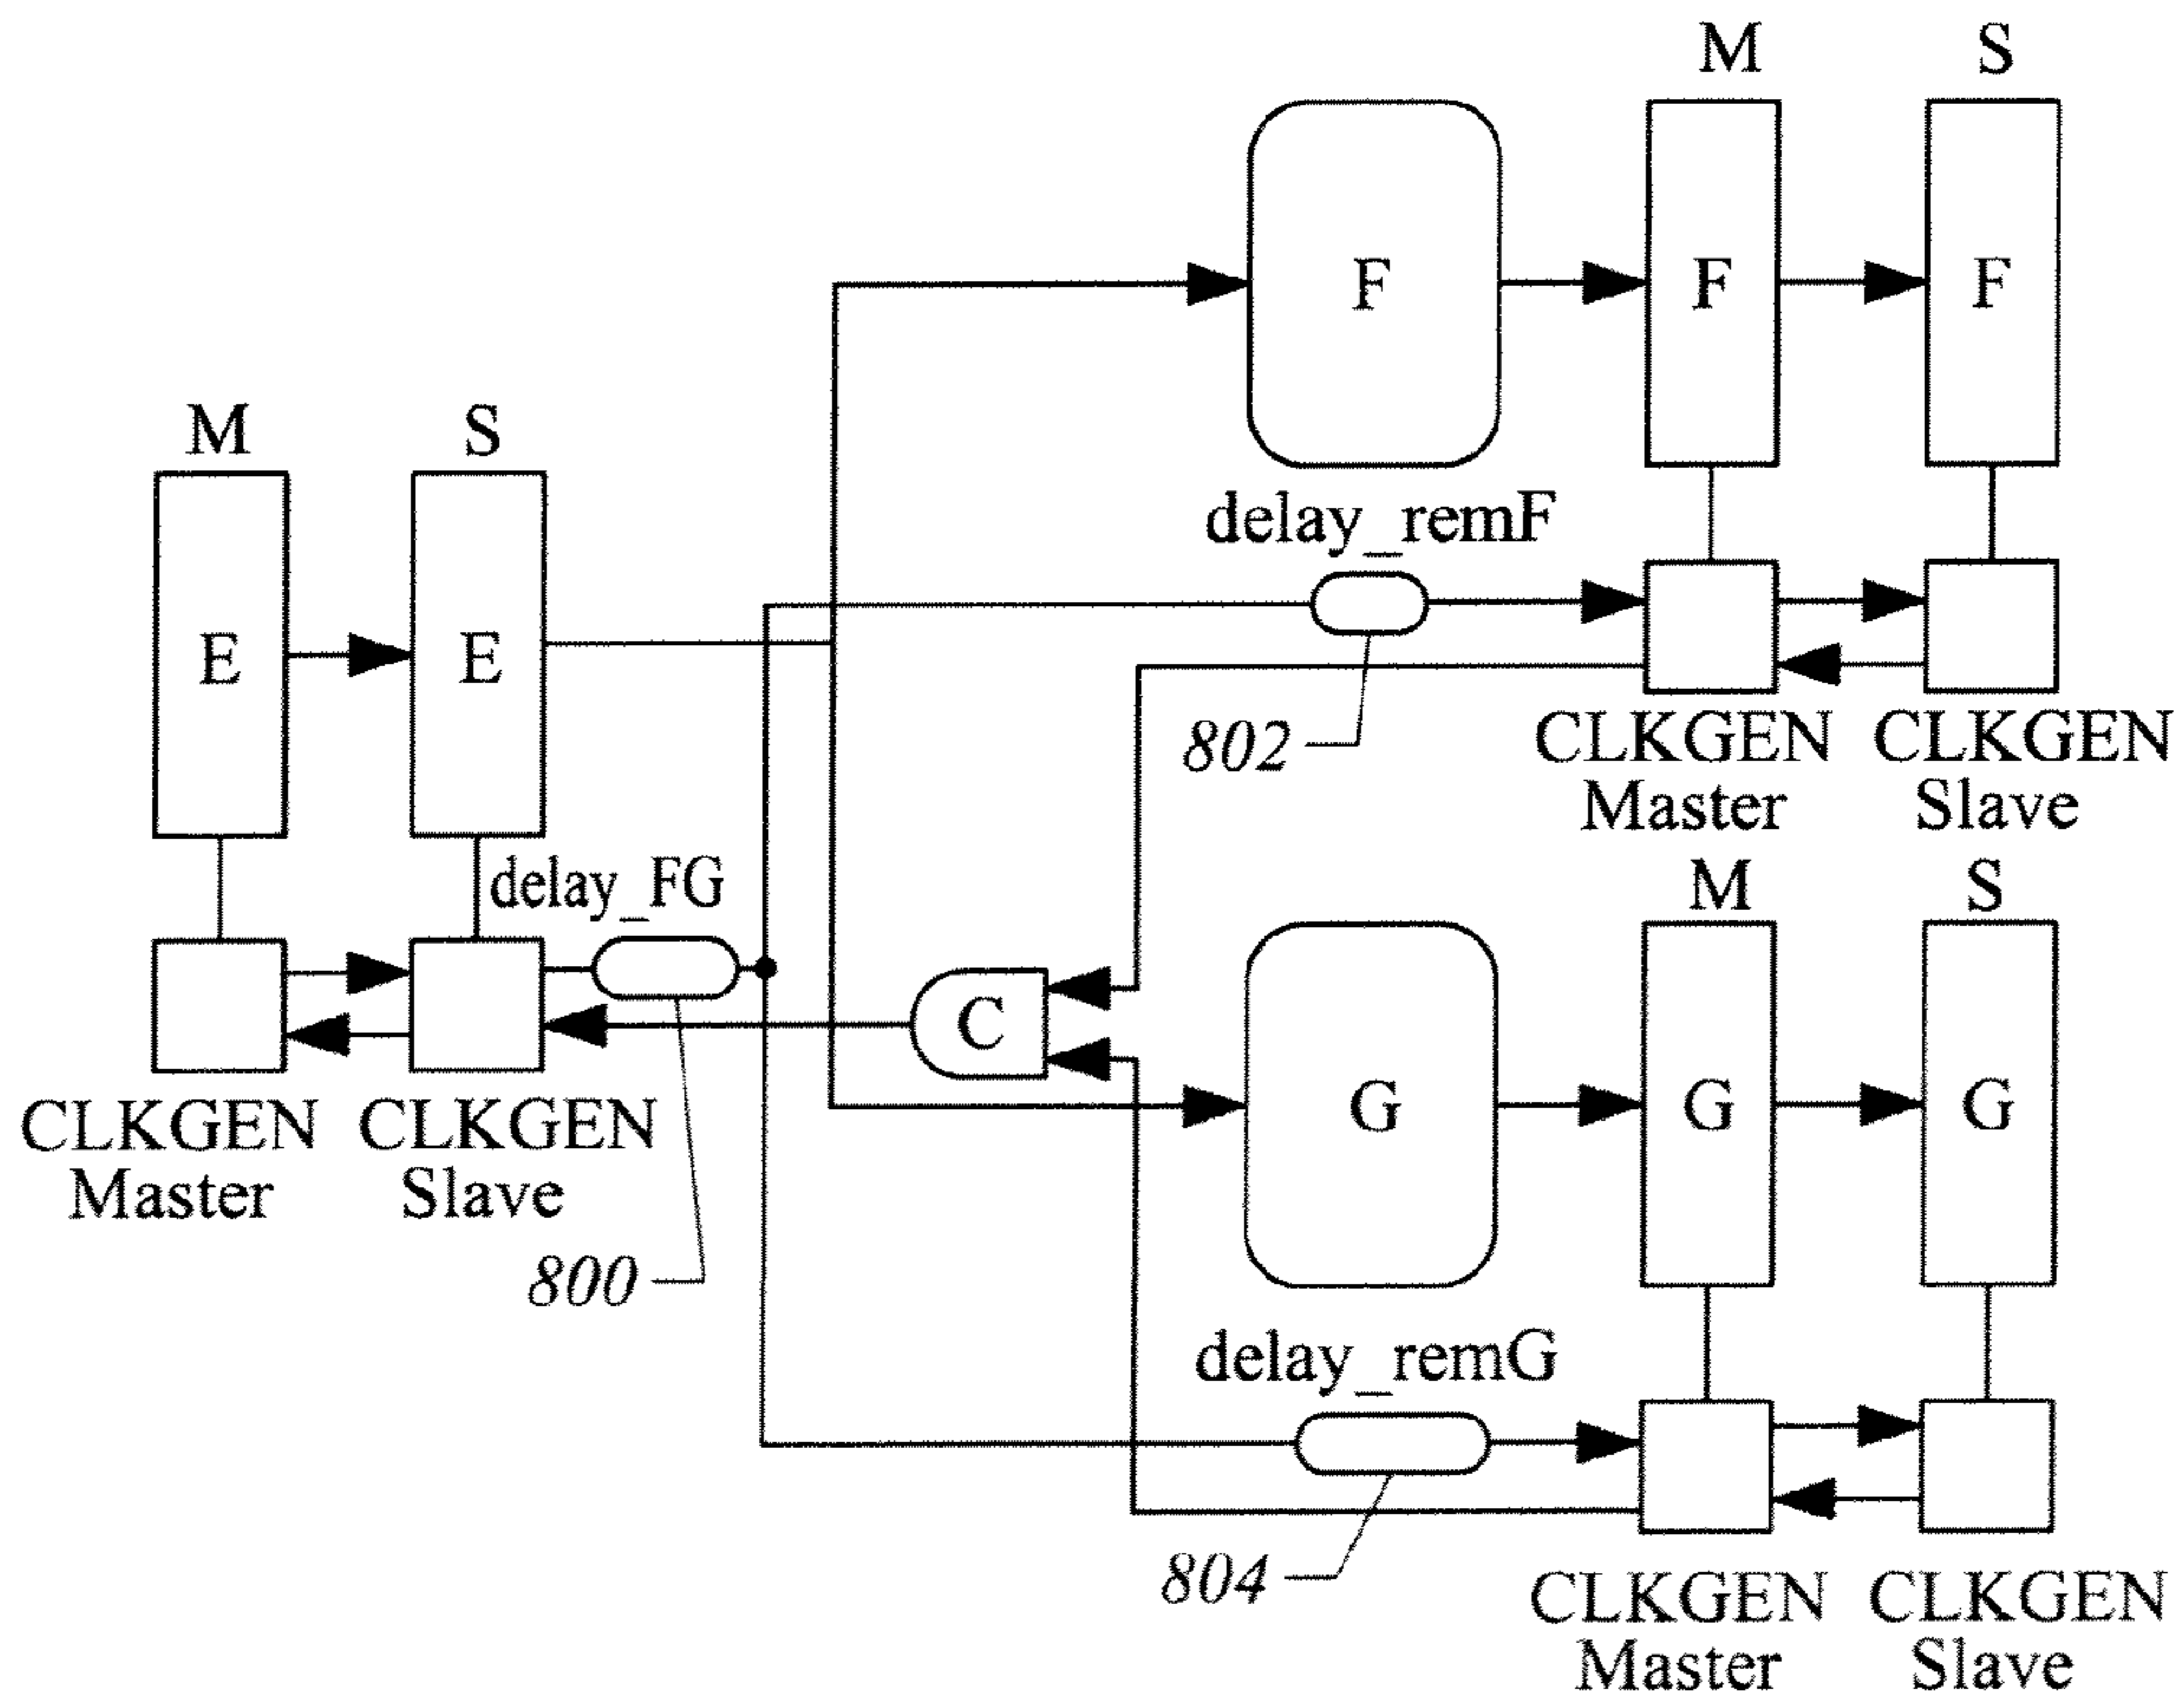 M
S
F
F
F
delay_remF
M
S
E
E
802
CLKGEN
Master
CLKGEN
Slave
delay_FG
M
S
C
G
G
G
CLKGEN
Master
CLKGEN
Slave
800
delay_remG
804
CLKGEN
Master
CLKGEN
Slave